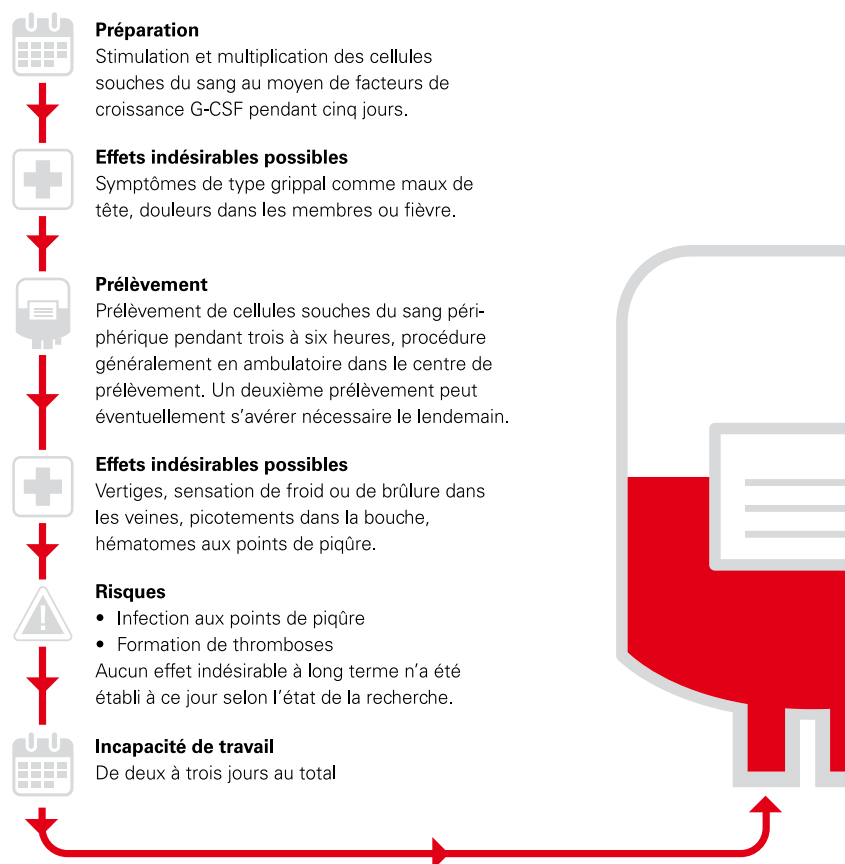 Préparation
Stimulation et multiplication des cellules
souches du sang au moyen de facteurs de
croissance G-CSF pendant cinq jours.
Effets indésirables possibles
Symptômes de type grippal comme maux de
tête, douleurs dans les membres ou fièvre.
Prélèvement
Prélèvement de cellules souches du sang péri-
phérique pendant trois à six heures, procédure
généralement en ambulatoire dans le centre de
prélèvement. Un deuxième prélèvement peut
éventuellement s’avérer nécessaire le lendemain.
Effets indésirables possibles
Vertiges, sensation de froid ou de brûlure dans
les veines, picotements dans la bouche,
hématomes aux points de piqûre.
Risques
• Infection aux points de piqûre
• Formation de thromboses
Aucun effet indésirable à long terme n’a été
établi à ce jour selon l’état de la recherche.
Incapacité de travail
De deux à trois jours au total